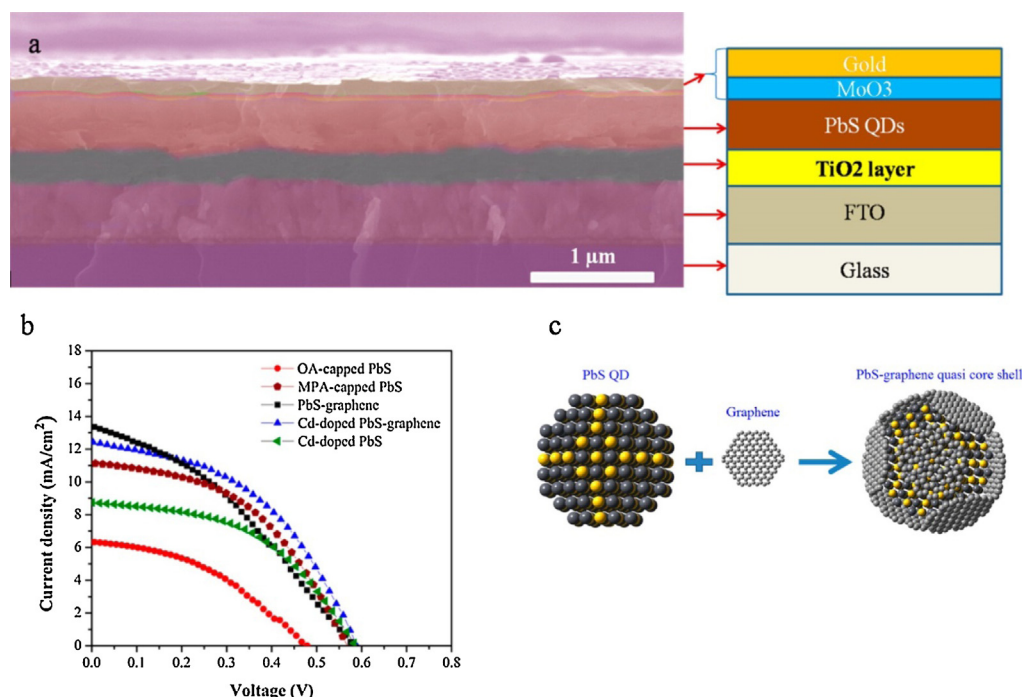 a
1 μm
Gold
MoO3
PbS QDs
TiO2 layer
FTO
Glass
b
18
16
14
12
10
8
6
4
2
0
Current density (mA/cm²)
0.0 0.1 0.2 0.3 0.4 0.5 0.6 0.7 0.8
Voltage (V)
OA-capped PbS
MPA-capped PbS
PbS-graphene
Cd-doped PbS-graphene
Cd-doped PbS
c
PbS QD
Graphene
PbS-graphene quasi core shell